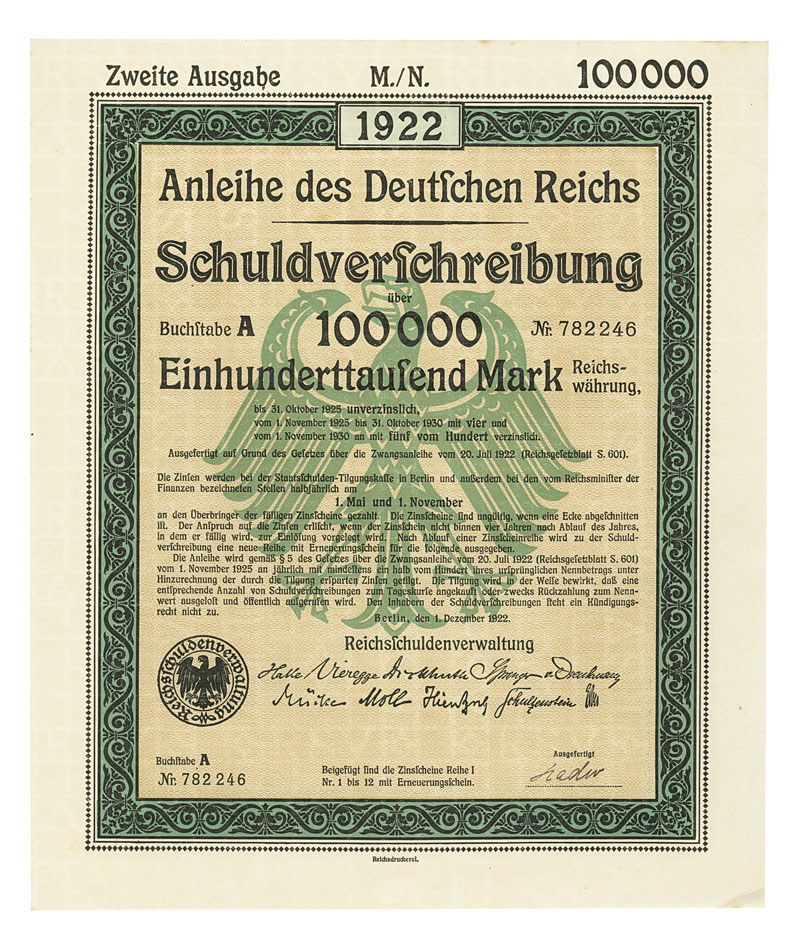 Zweite Ausgabe M./N. 100000
1922
Anleihe des Deutſchen Reichs
Schuldverſchreibung
über
Buchſtabe A 100000 Nr. 782246
Einhunderttauſend Mark Reichs-
währung,
bis 31. Oktober 1925 unverzinslich,
vom 1. November 1925 bis 31. Oktober 1930 mit vier und
vom 1. November 1930 an mit fünf vom Hundert verzinslich.
Ausgefertigt auf Grund des Geſetzes über die Zwangsanleihe vom 20. Juli 1922 (Reichsgeſetzblatt S. 601).
Die Zinſen werden bei der Staatsſchulden-Tilgungskaſſe in Berlin und außerdem bei den vom Reichsminiſter der
Finanzen bezeichneten Stellen halbjährlich am
1. Mai und 1. November
an den Überbringer der fälligen Zinsſcheine gezahlt. Die Zinsſcheine ſind ungültig, wenn eine Ecke abgeſchnitten
iſt. Der Anſpruch auf die Zinſen erliſcht, wenn der Zinsſchein nicht binnen vier Jahren nach Ablauf des Jahres,
in dem er fällig wird, zur Einlöſung vorgelegt wird. Nach Ablauf einer Zinsſcheinreihe wird zu der Schuld-
verſchreibung eine neue Reihe mit Erneuerungsſchein für die folgende ausgegeben.
Die Anleihe wird gemäß § 5 des Geſetzes über die Zwangsanleihe vom 20. Juli 1922 (Reichsgeſetzblatt S. 601)
vom 1. November 1925 an jährlich mit mindeſtens ein halb vom Hundert ihres urſprünglichen Nennbetrags unter
Hinzurechnung der durch die Tilgung erſparten Zinſen getilgt. Die Tilgung wird in der Weiſe bewirkt, daß eine
entſprechende Anzahl von Schuldverſchreibungen zum Tageskurſe angekauft oder zwecks Rückzahlung zum Nenn-
wert ausgeloſt und öffentlich aufgerufen wird. Den Inhabern der Schuldverſchreibungen ſteht ein Kündigungs-
recht nicht zu.
Berlin, den 1. Dezember 1922.
Reichsſchuldenverwaltung
Reichsſchuldenverwaltung
Halle Vieregge Springer
Mücke Moll Schulzenstein
Buchſtabe A
Nr. 782246
Beigefügt ſind die Zinsſcheine Reihe I
Nr. 1 bis 12 mit Erneuerungsſchein.
Ausgefertigt
Reichsdruckerei.